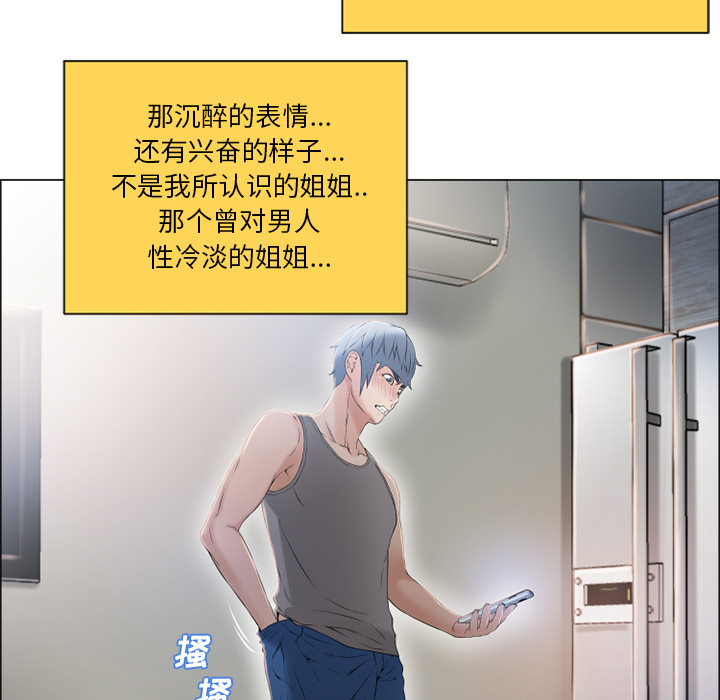 那沉醉的表情...
还有兴奋的样子...
不是我所认识的姐姐..
那个曾对男人
性冷淡的姐姐...
搔
搔